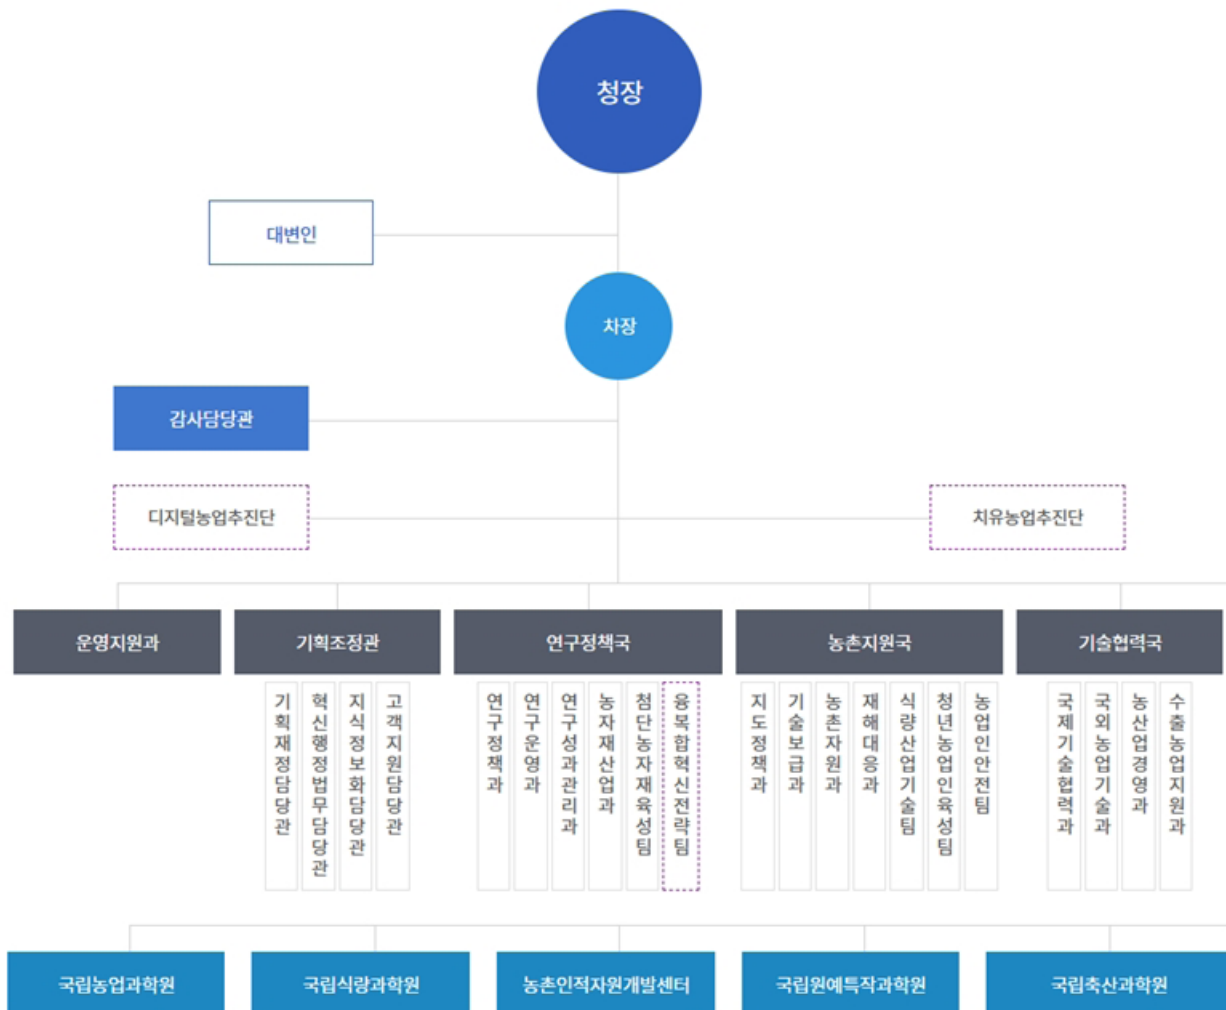 청장
대변인
차장
감사담당관
디지털농업추진단
치유농업추진단
운영지원과
기획조정관
연구정책국
농촌지원국
기술협력국
기획재정담당관
혁신행정법무담당관
지식정보화담당관
고객지원담당관
연구정책과
연구운영과
연구성과관리과
농자재산업과
첨단농자재육성팀
융복합혁신전략팀
지도정책과
기술보급과
농촌자원과
재해대응과
식량산업기술팀
청년농업인육성팀
농업인안전팀
국제기술협력과
국외농업기술과
농산업경영과
수출농업지원과
국립농업과학원
국립식량과학원
농촌인적자원개발센터
국립원예특작과학원
국립축산과학원